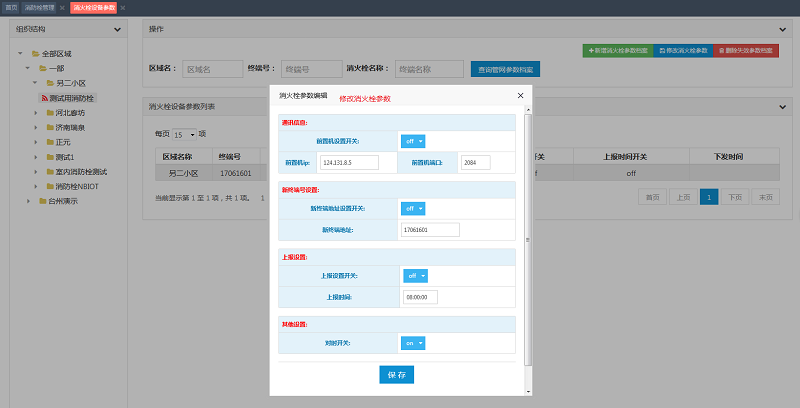 首页 消防栓管理 消火栓设备参数
组织结构
全部区域
一部
另二小区
测试用消防栓
河北廊坊
济南瑞泉
正元
测试1
室内消防栓测试
消防栓NBIOT
台州演示
操作
新增消火栓参数档案 修改消火栓参数 删除失效参数档案
区域名： 区域名 终端号： 终端号 消火栓名称： 终端名称 查询管网参数档案
消火栓设备参数列表
每页 15 项
区域名称 终端号 开关 上报时间开关 下发时间
另二小区 17061601 off
当前显示第 1 至 1 项，共 1 项。 1
首页 上页 1 下页 末页
消火栓参数编辑 修改消火栓参数
通讯信息:
前置机设置开关: off
前置机ip: 124.131.8.5 前置机端口: 2084
新终端号设置:
新终端地址设置开关: off
新终端地址: 17061601
上报设置:
上报设置开关: off
上报时间: 08:00:00
其他设置:
对时开关: on
保 存